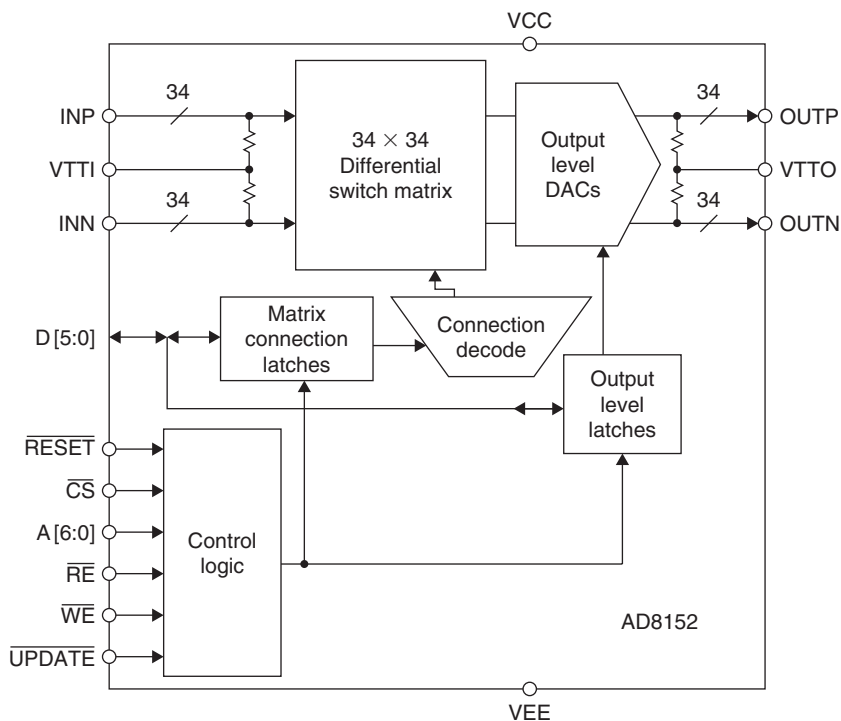 VCC
34
34
INP
OUTP
34 × 34
Differential
switch matrix
Output
level
DACs
VTTI
VTTO
34
34
INN
OUTN
D [5:0]
Matrix
connection
latches
Connection
decode
Output
level
latches
RESET
CS
A [6:0]
Control
logic
RE
WE
AD8152
UPDATE
VEE